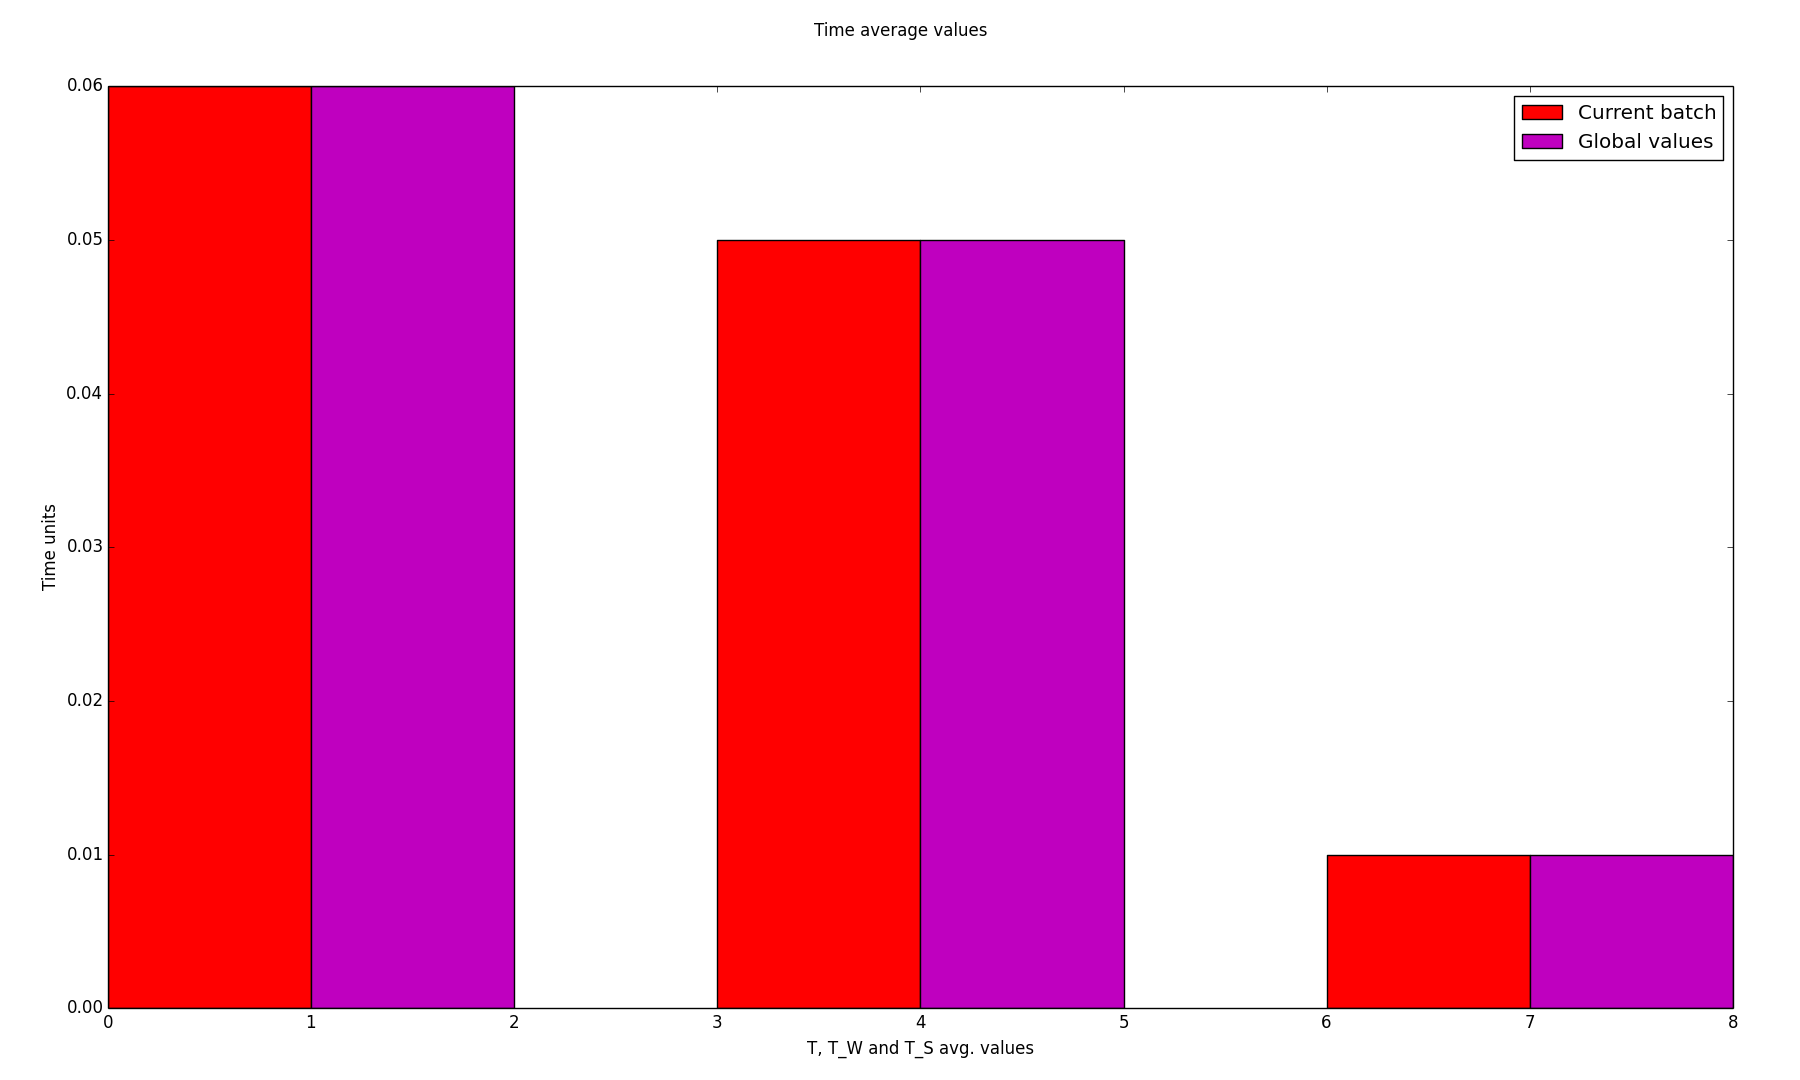 Time average values
0.06
0.05
0.04
0.03
0.02
0.01
0.00
Time units
Current batch
Global values
0 1 2 3 4 5 6 7 8
T, T_W and T_S avg. values